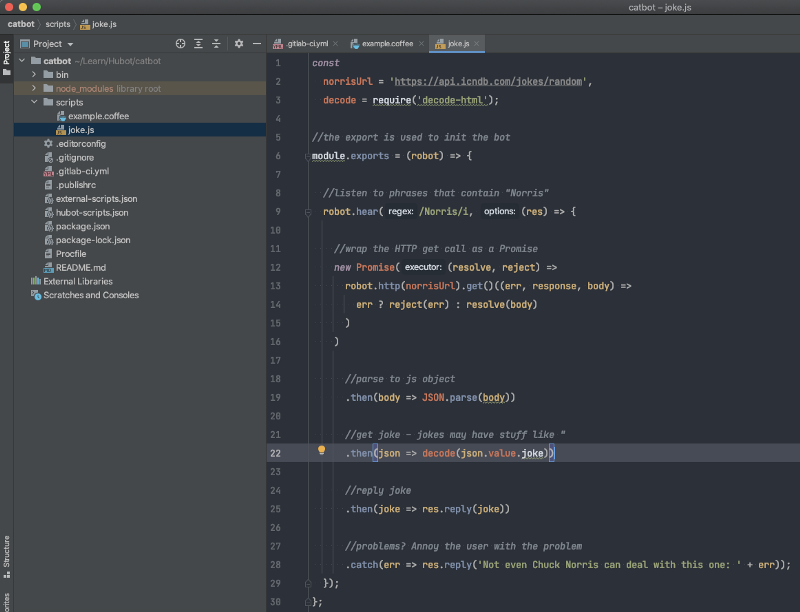 catbot – joke.js
catbot scripts joke.js
Project
.gitlab-ci.yml example.coffee joke.js
Project
catbot ~/Learn/Hubot/catbot
bin
node_modules library root
scripts
example.coffee
joke.js
.editorconfig
.gitignore
.gitlab-ci.yml
.publishrc
external-scripts.json
hubot-scripts.json
package.json
package-lock.json
Procfile
README.md
External Libraries
Scratches and Consoles
Structure
1 const
2 norrisUrl = 'https://api.icndb.com/jokes/random',
3 decode = require('decode-html');
4
5 //the export is used to init the bot
6 module.exports = (robot) => {
7
8 //listen to phrases that contain "Norris"
9 robot.hear( regex: /Norris/i, options: (res) => {
10
11 //wrap the HTTP get call as a Promise
12 new Promise( executor: (resolve, reject) =>
13 robot.http(norrisUrl).get()((err, response, body) =>
14 err ? reject(err) : resolve(body)
15 )
16 )
17
18 //parse to js object
19 .then(body => JSON.parse(body))
20
21 //get joke - jokes may have stuff like "
22 .then(json => decode(json.value.joke))
23
24 //reply joke
25 .then(joke => res.reply(joke))
26
27 //problems? Annoy the user with the problem
28 .catch(err => res.reply('Not even Chuck Norris can deal with this one: ' + err));
29 });
30 };